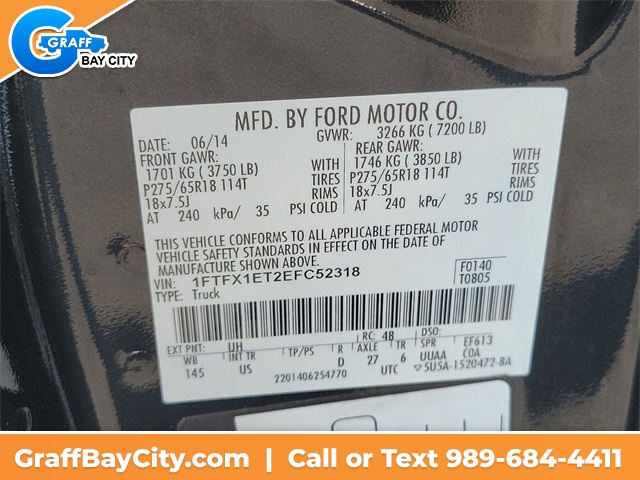 GRAFF
BAY CITY
MFD. BY FORD MOTOR CO.
DATE: 06/14 GVWR: 3266 KG ( 7200 LB)
FRONT GAWR: REAR GAWR:
1701 KG ( 3750 LB) WITH 1746 KG ( 3850 LB) WITH
P275/65R18 114T TIRES P275/65R18 114T TIRES
18x7.5J RIMS 18x7.5J RIMS
AT 240 kPa/ 35 PSI COLD AT 240 kPa/ 35 PSI COLD
THIS VEHICLE CONFORMS TO ALL APPLICABLE FEDERAL MOTOR
VEHICLE SAFETY STANDARDS IN EFFECT ON THE DATE OF
MANUFACTURE SHOWN ABOVE.
VIN: 1FTFX1ET2EFC52318 F0140
TYPE: Truck T0805
EXT PNT: UH RC: 48 DSO:
WB INT TR TP/PS R AXLE TR SPR EF613
145 US D 27 6 UUAA COA
2201406254770 UTC ▽5U5A-1520472-BA
GraffBayCity.com | Call or Text 989-684-4411